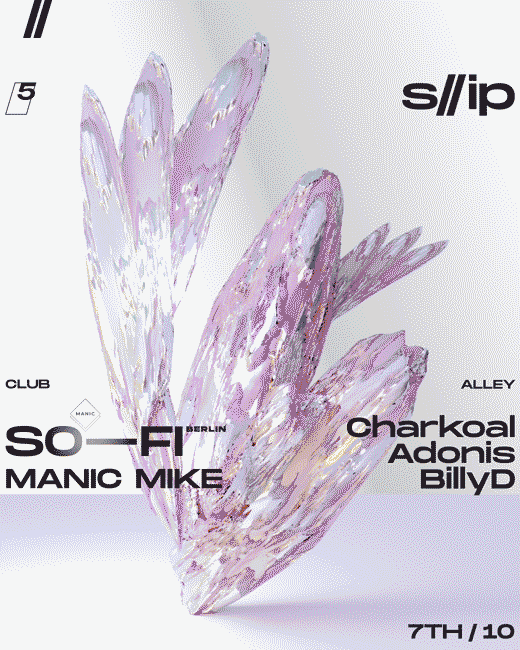 //
5
s//ip
CLUB
ALLEY
MANIC
SO—FI BERLIN
MANIC MIKE
Charkoal
Adonis
BillyD
7TH / 10